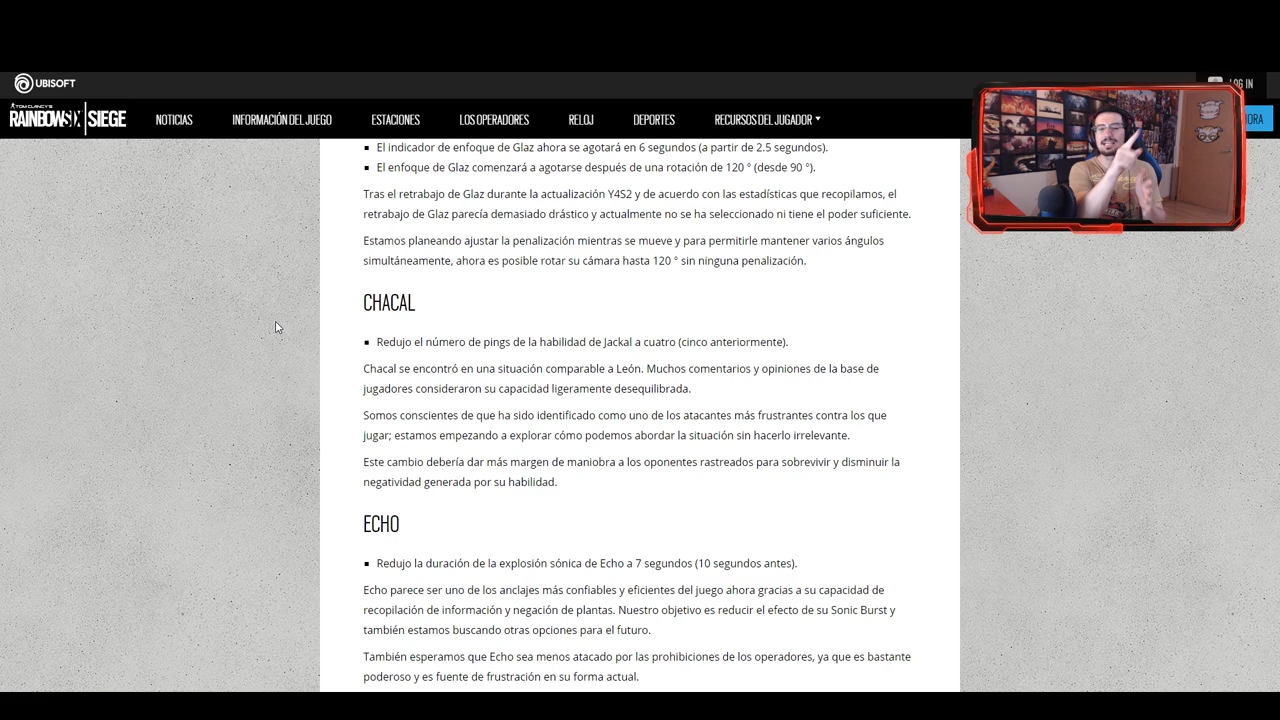 UBISOFT
LOG IN
TOM CLANCY'S
RAINBOW SIX | SIEGE
NOTICIAS
INFORMACIÓN DEL JUEGO
ESTACIONES
LOS OPERADORES
RELOJ
DEPORTES
RECURSOS DEL JUGADOR
El indicador de enfoque de Glaz ahora se agotará en 6 segundos (a partir de 2.5 segundos).
El enfoque de Glaz comenzará a agotarse después de una rotación de 120 ° (desde 90 °).
Tras el retrabajo de Glaz durante la actualización Y4S2 y de acuerdo con las estadísticas que recopilamos, el
retrabajo de Glaz parecía demasiado drástico y actualmente no se ha seleccionado ni tiene el poder suficiente.
Estamos planeando ajustar la penalización mientras se mueve y para permitirle mantener varios ángulos
simultáneamente, ahora es posible rotar su cámara hasta 120 ° sin ninguna penalización.
CHACAL
Redujo el número de pings de la habilidad de Jackal a cuatro (cinco anteriormente).
Chacal se encontró en una situación comparable a León. Muchos comentarios y opiniones de la base de
jugadores consideraron su capacidad ligeramente desequilibrada.
Somos conscientes de que ha sido identificado como uno de los atacantes más frustrantes contra los que
jugar; estamos empezando a explorar cómo podemos abordar la situación sin hacerlo irrelevante.
Este cambio debería dar más margen de maniobra a los oponentes rastreados para sobrevivir y disminuir la
negatividad generada por su habilidad.
ECHO
Redujo la duración de la explosión sónica de Echo a 7 segundos (10 segundos antes).
Echo parece ser uno de los anclajes más confiables y eficientes del juego ahora gracias a su capacidad de
recopilación de información y negación de plantas. Nuestro objetivo es reducir el efecto de su Sonic Burst y
también estamos buscando otras opciones para el futuro.
También esperamos que Echo sea menos atacado por las prohibiciones de los operadores, ya que es bastante
poderoso y es fuente de frustración en su forma actual.